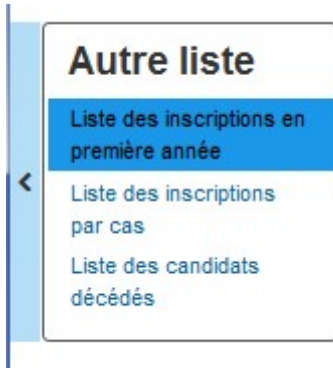 Autre liste
Liste des inscriptions en
première année
Liste des inscriptions
par cas
Liste des candidats
décédés